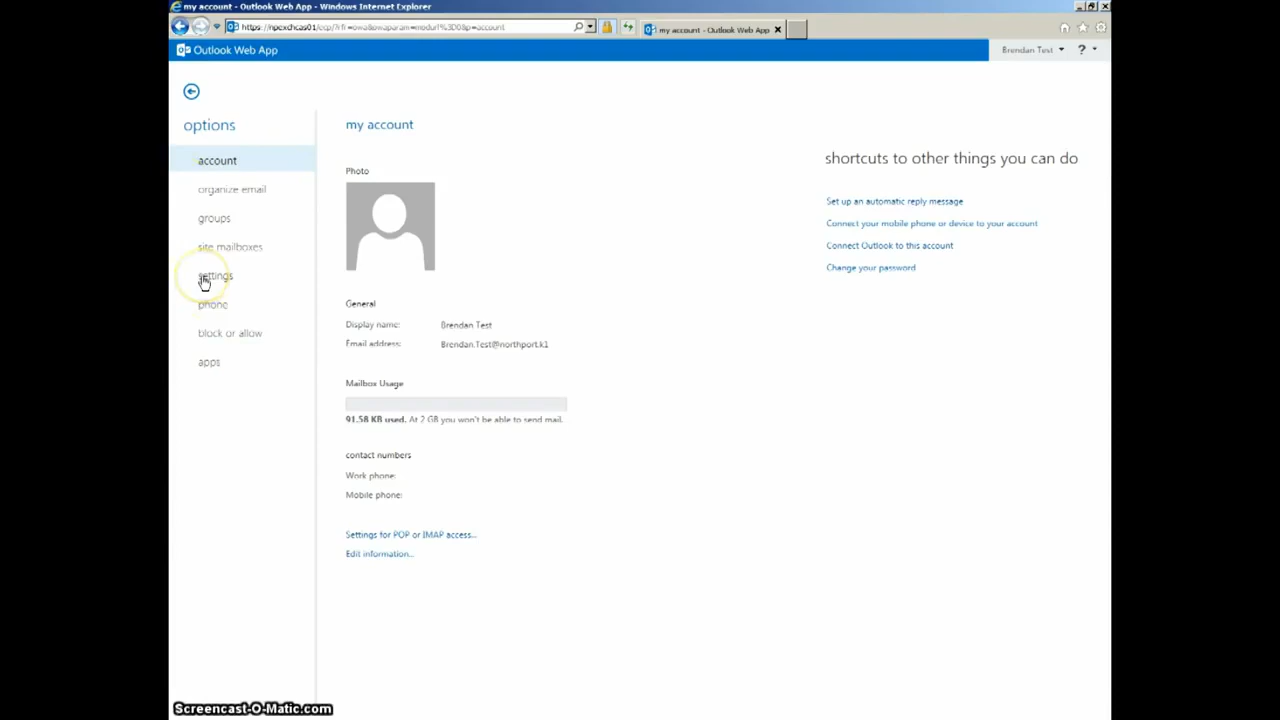 my account - Outlook Web App - Windows Internet Explorer
my account - Outlook Web App
Outlook Web App
Brendan Test
?
options
account
organize email
groups
site mailboxes
settings
phone
block or allow
apps
my account
Photo
General
Display name: Brendan Test
Email address: Brendan.Test@northport.k1
Mailbox Usage
91.58 KB used. At 2 GB you won't be able to send mail.
contact numbers
Work phone:
Mobile phone:
Settings for POP or IMAP access...
Edit information...
shortcuts to other things you can do
Set up an automatic reply message
Connect your mobile phone or device to your account
Connect Outlook to this account
Change your password
Screencast-O-Matic.com